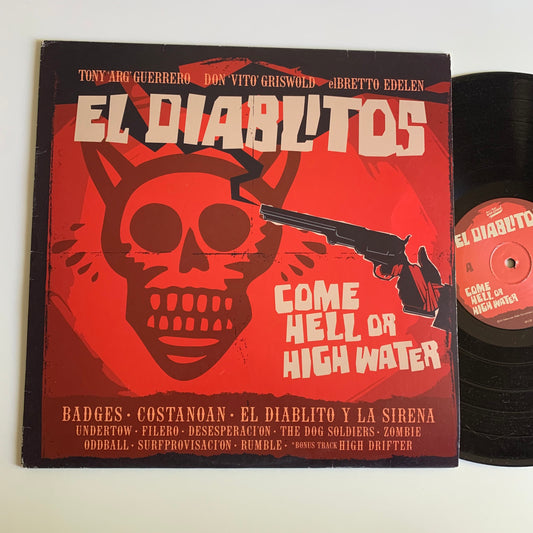 TONY 'ARG' GUERRERO DON 'VITO' GRISWOLD elBRETTO EDELEN
EL DIABLITOS
COME
HELL OR
HIGH WATER
BADGES · COSTANOAN · EL DIABLITO Y LA SIRENA
UNDERTOW · FILERO · DESESPERACI'ON · THE DOG SOLDIERS · ZOMBIE
ODDBALL · SURFPROVISACI'ON · RUMBLE · *BONUS TRACK HIGH DRIFTER
EL DIABLITO
A
COME
HELL OR
HIGH WATER